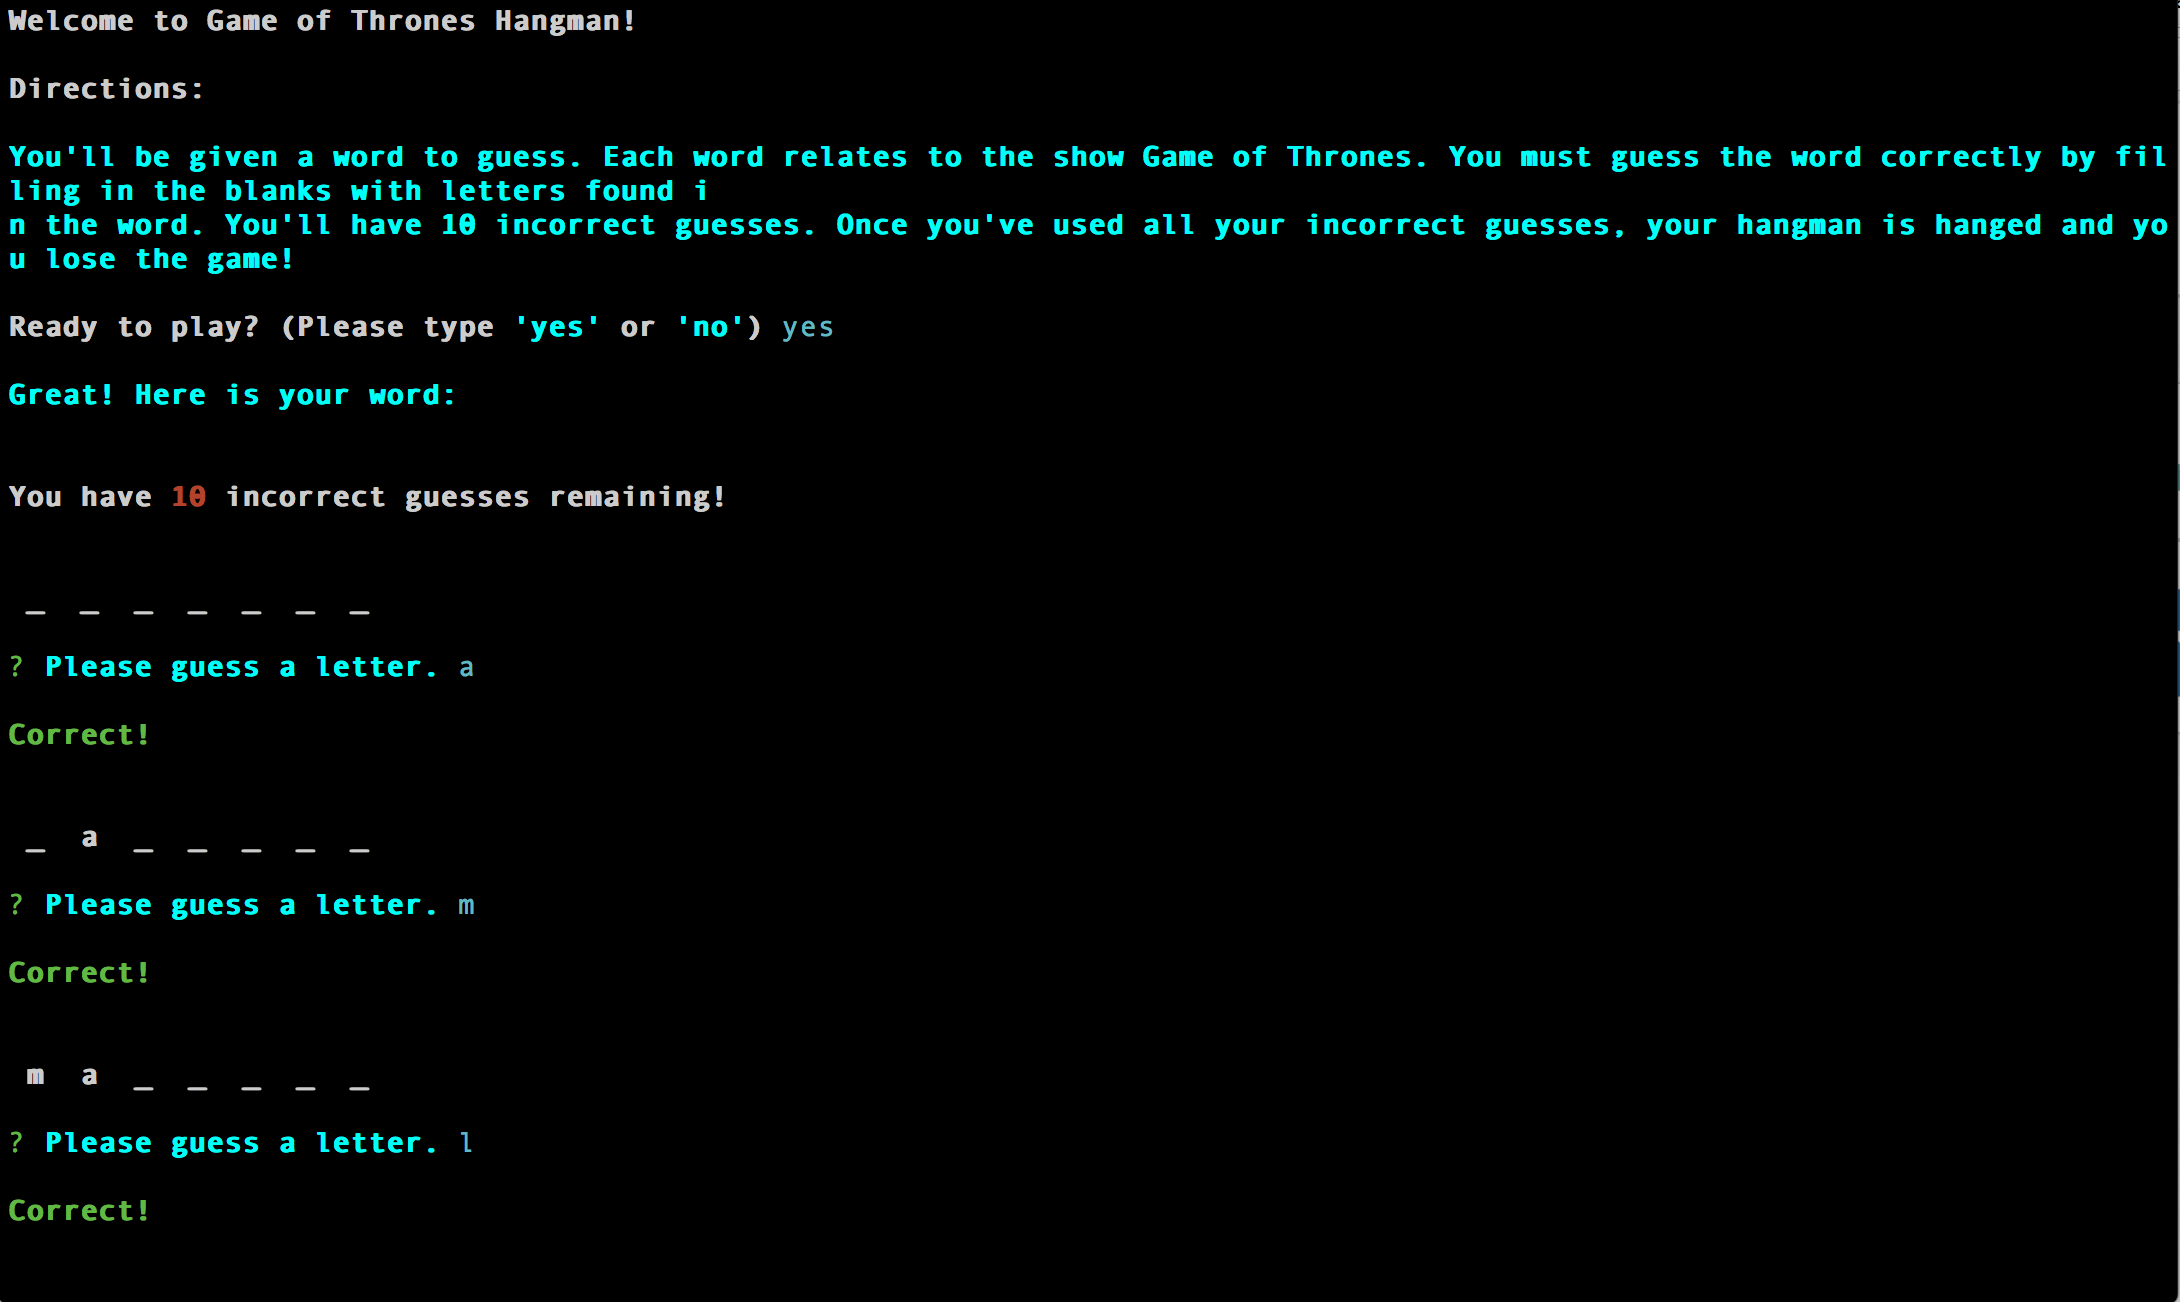 Welcome to Game of Thrones Hangman!
Directions:
You'll be given a word to guess. Each word relates to the show Game of Thrones. You must guess the word correctly by fil
ling in the blanks with letters found i
n the word. You'll have 10 incorrect guesses. Once you've used all your incorrect guesses, your hangman is hanged and yo
u lose the game!
Ready to play? (Please type 'yes' or 'no') yes
Great! Here is your word:
You have 10 incorrect guesses remaining!
_ _ _ _ _ _ _
? Please guess a letter. a
Correct!
_ a _ _ _ _ _
? Please guess a letter. m
Correct!
m a _ _ _ _ _
? Please guess a letter. l
Correct!